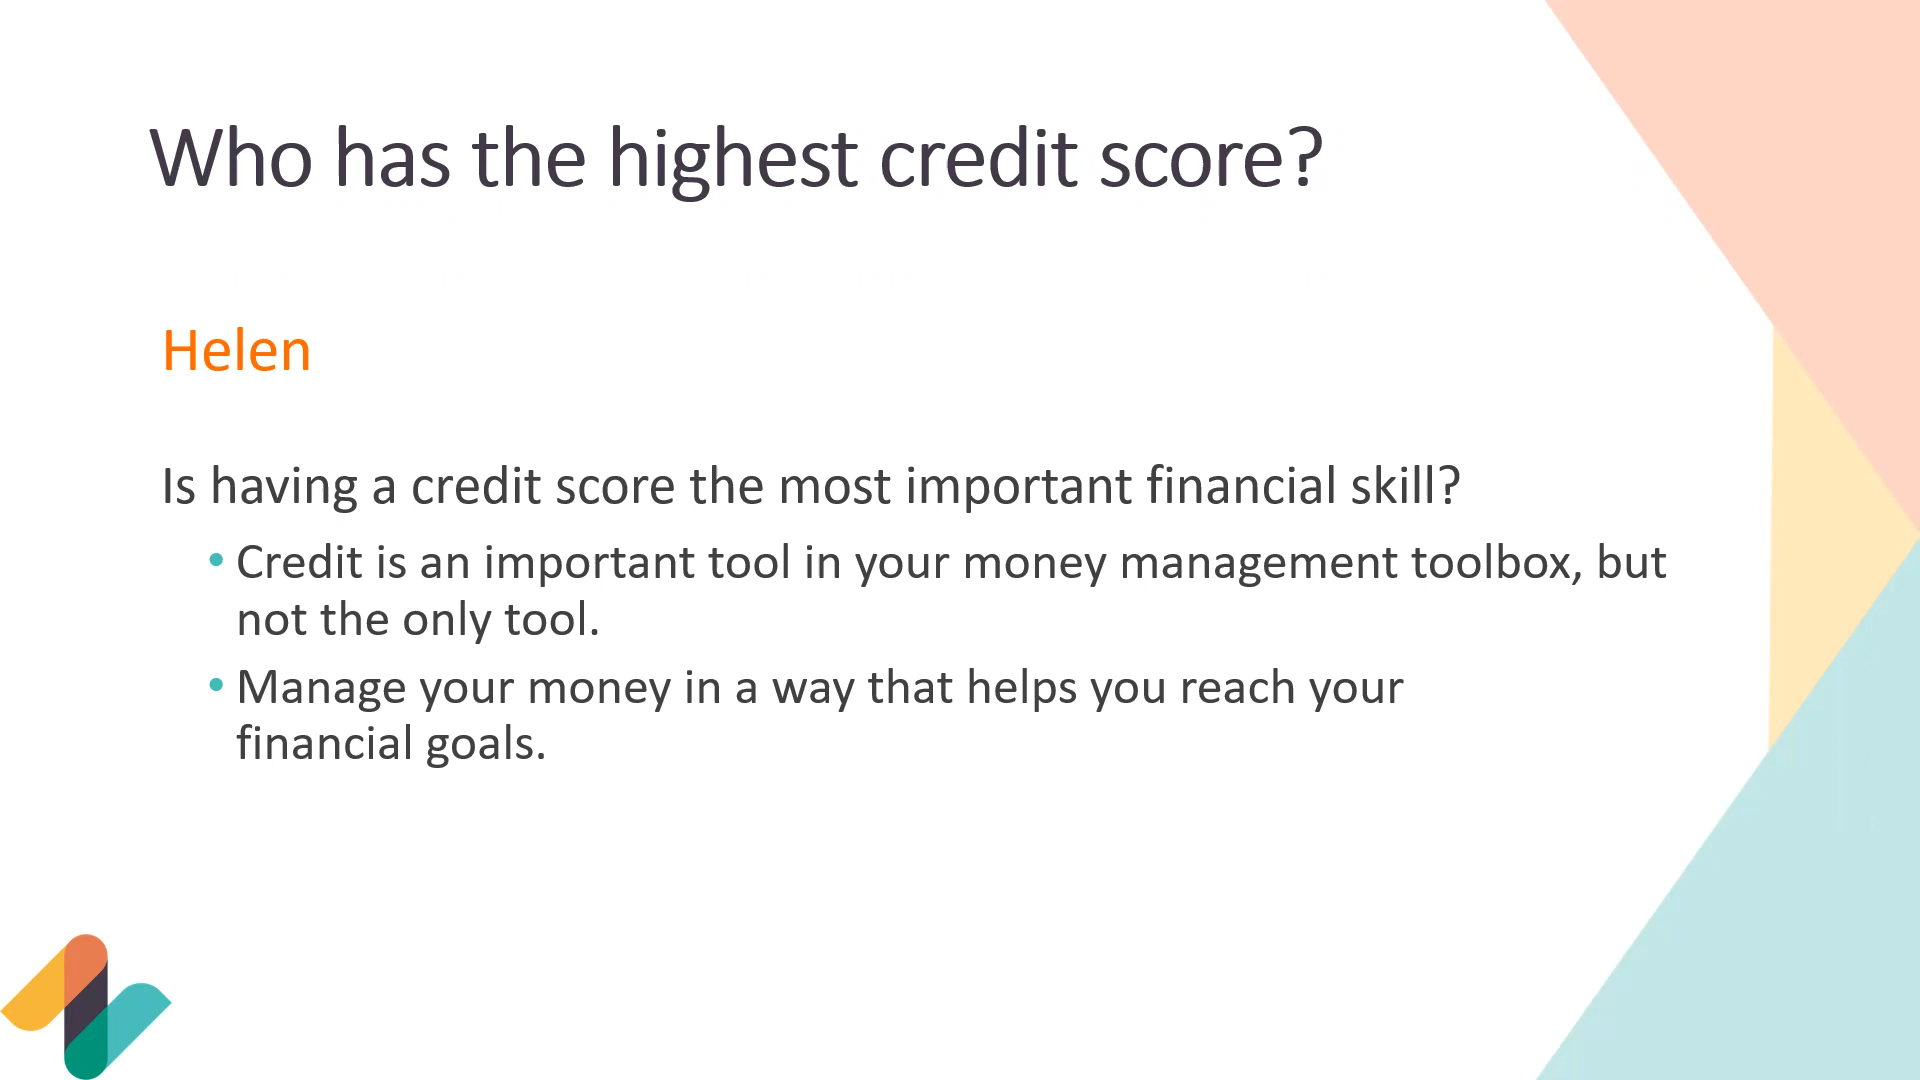 Who has the highest credit score?
Helen
Is having a credit score the most important financial skill?
• Credit is an important tool in your money management toolbox, but
not the only tool.
• Manage your money in a way that helps you reach your
financial goals.